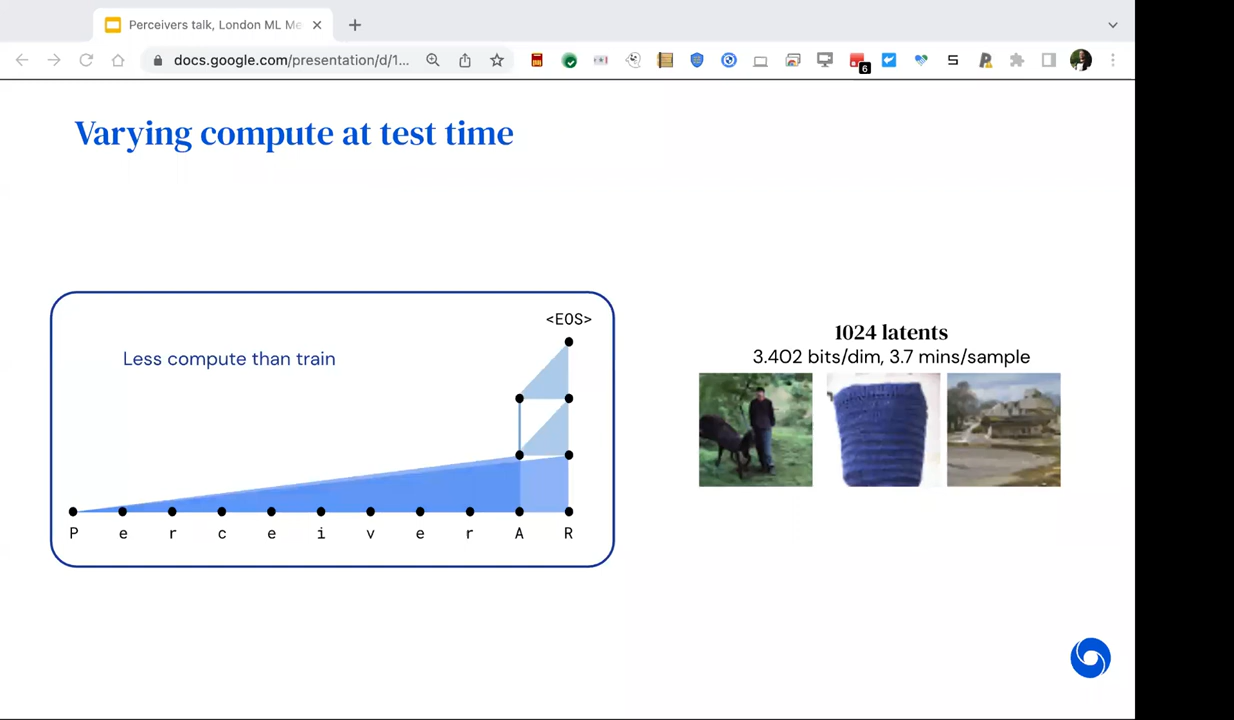 Perceivers talk, London ML Me
docs.google.com/presentation/d/1...
6
Varying compute at test time
<EOS>
Less compute than train
P e r c e i v e r A R
1024 latents
3.402 bits/dim, 3.7 mins/sample